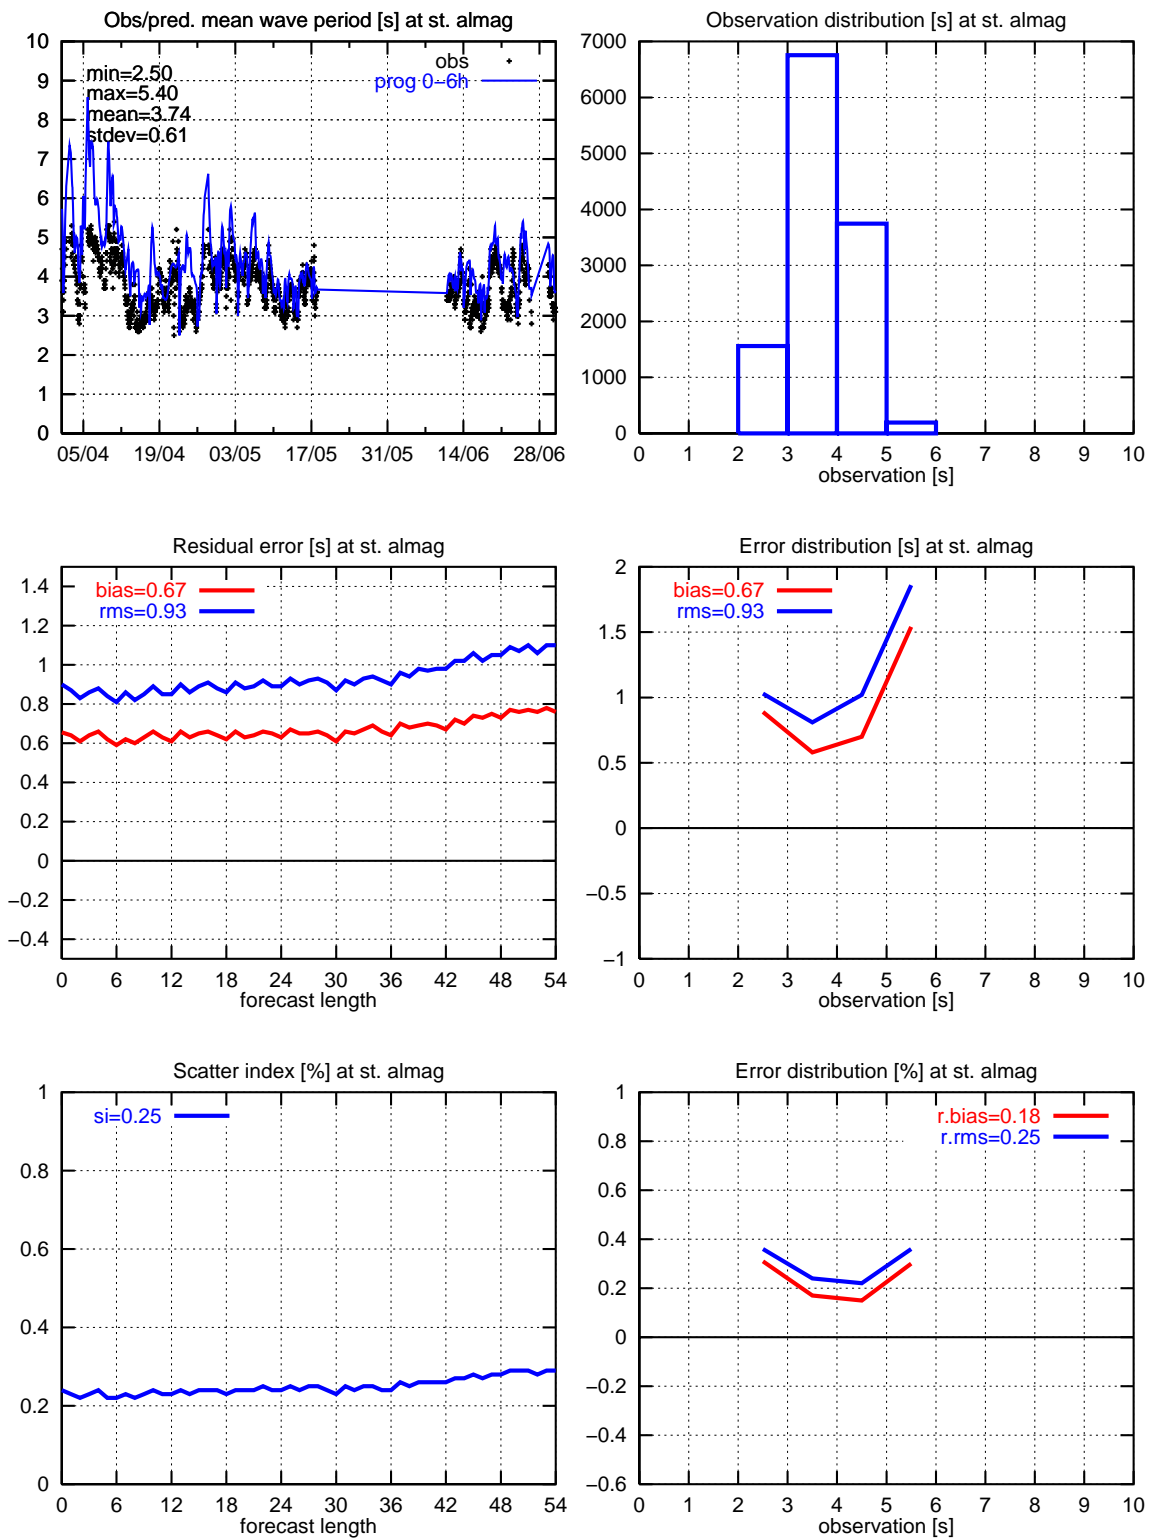 Obs/pred. mean wave period [s] at st. almag
10
9
8
7
6
5
4
3
2
1
0
min=2.50
max=5.40
mean=3.74
stdev=0.61
obs
prog 0−6h
05/04 19/04 03/05 17/05 31/05 14/06 28/06
Observation distribution [s] at st. almag
7000
6000
5000
4000
3000
2000
1000
0
0 1 2 3 4 5 6 7 8 9 10
observation [s]
Residual error [s] at st. almag
bias=0.67
rms=0.93
1.4
1.2
1
0.8
0.6
0.4
0.2
0
−0.2
−0.4
0 6 12 18 24 30 36 42 48 54
forecast length
Error distribution [s] at st. almag
bias=0.67
rms=0.93
2
1.5
1
0.5
0
−0.5
−1
0 1 2 3 4 5 6 7 8 9 10
observation [s]
Scatter index [%] at st. almag
si=0.25
1
0.8
0.6
0.4
0.2
0
0 6 12 18 24 30 36 42 48 54
forecast length
Error distribution [%] at st. almag
r.bias=0.18
r.rms=0.25
1
0.8
0.6
0.4
0.2
0
−0.2
−0.4
−0.6
0 1 2 3 4 5 6 7 8 9 10
observation [s]